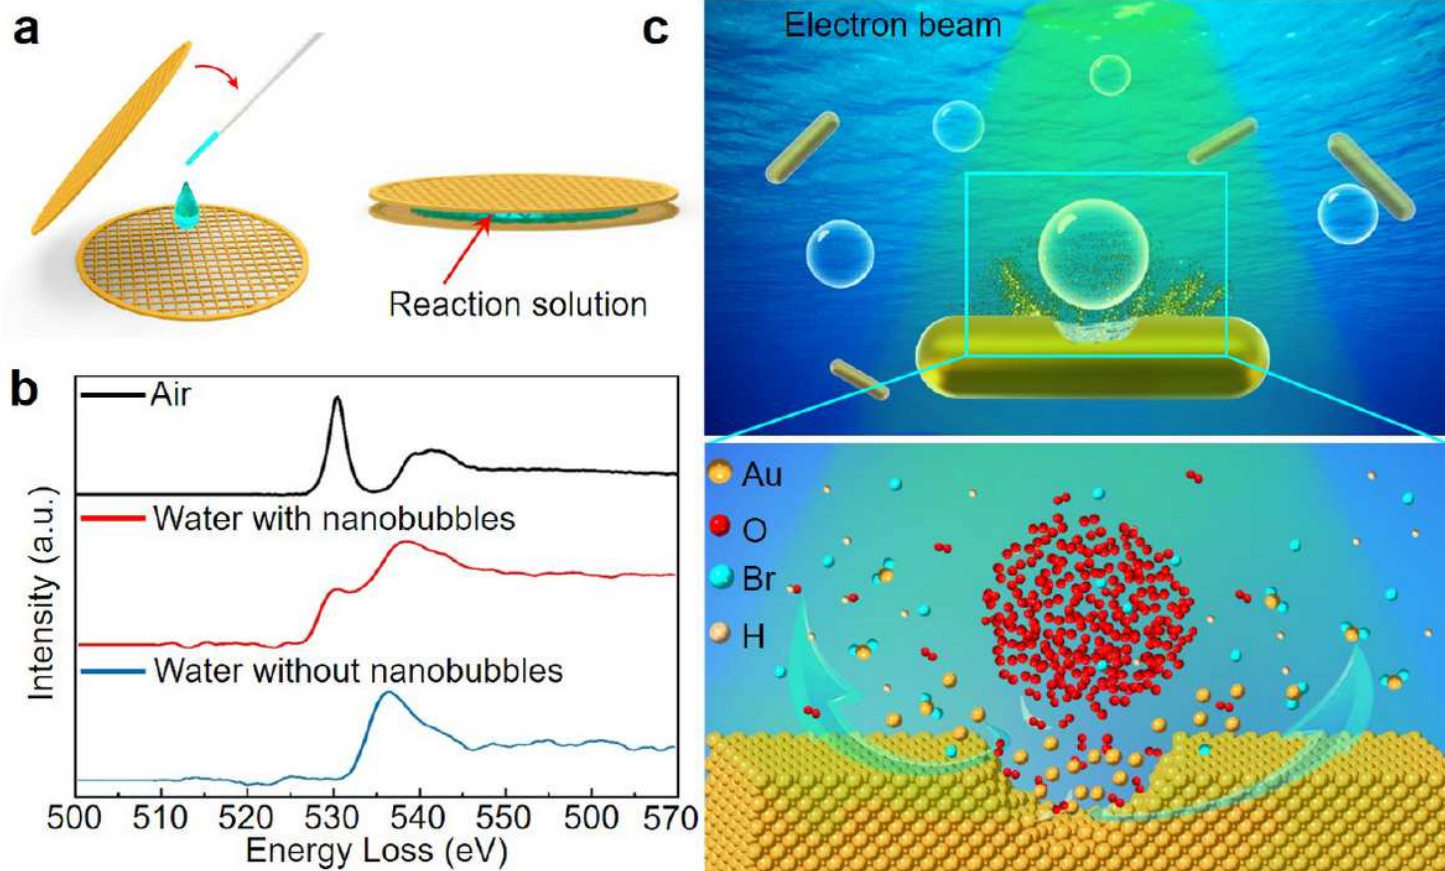 a
Reaction solution
b
Air
Water with nanobubbles
Water without nanobubbles
Intensity (a.u.)
500 510 520 530 540 550 500 570
Energy Loss (eV)
c
Electron beam
Au
O
Br
H